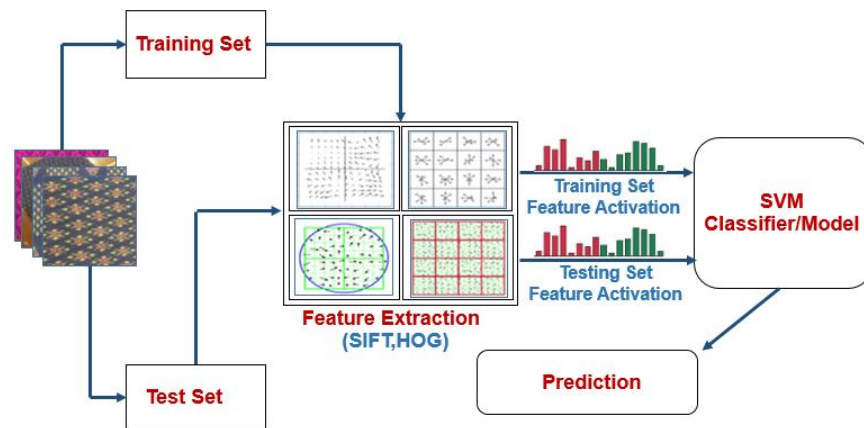 Training Set
Training Set
Feature Activation
SVM
Classifier/Model
Testing Set
Feature Activation
Feature Extraction
(SIFT,HOG)
Test Set
Prediction